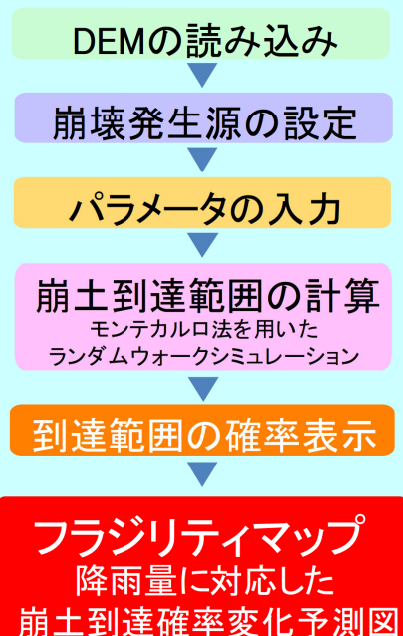 DEMの読み込み
崩壊発生源の設定
パラメータの入力
崩土到達範囲の計算
モンテカルロ法を用いた
ランダムウォークシミュレーション
到達範囲の確率表示
フラジリティマップ
降雨量に対応した
崩土到達確率変化予測図